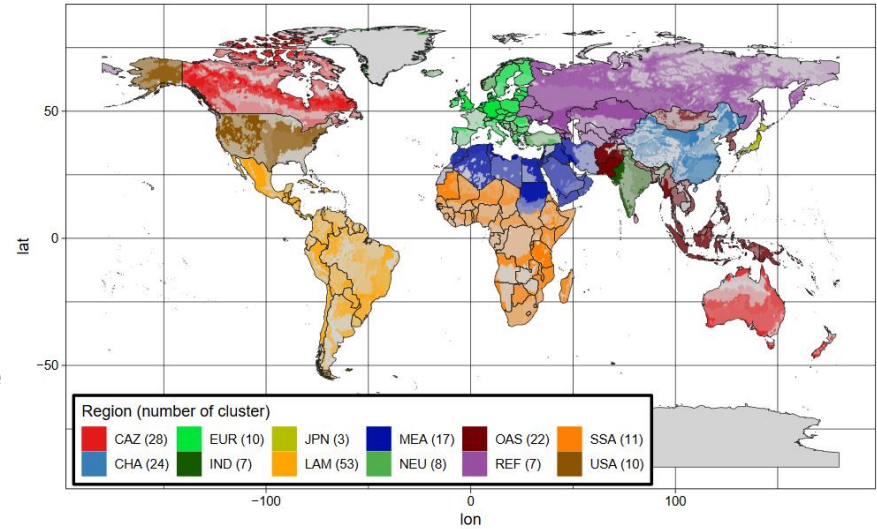 50
0
−50
lat
Region (number of cluster)
CAZ (28) EUR (10) JPN (3) MEA (17) OAS (22) SSA (11)
CHA (24) IND (7) LAM (53) NEU (8) REF (7) USA (10)
−100 0 100
lon